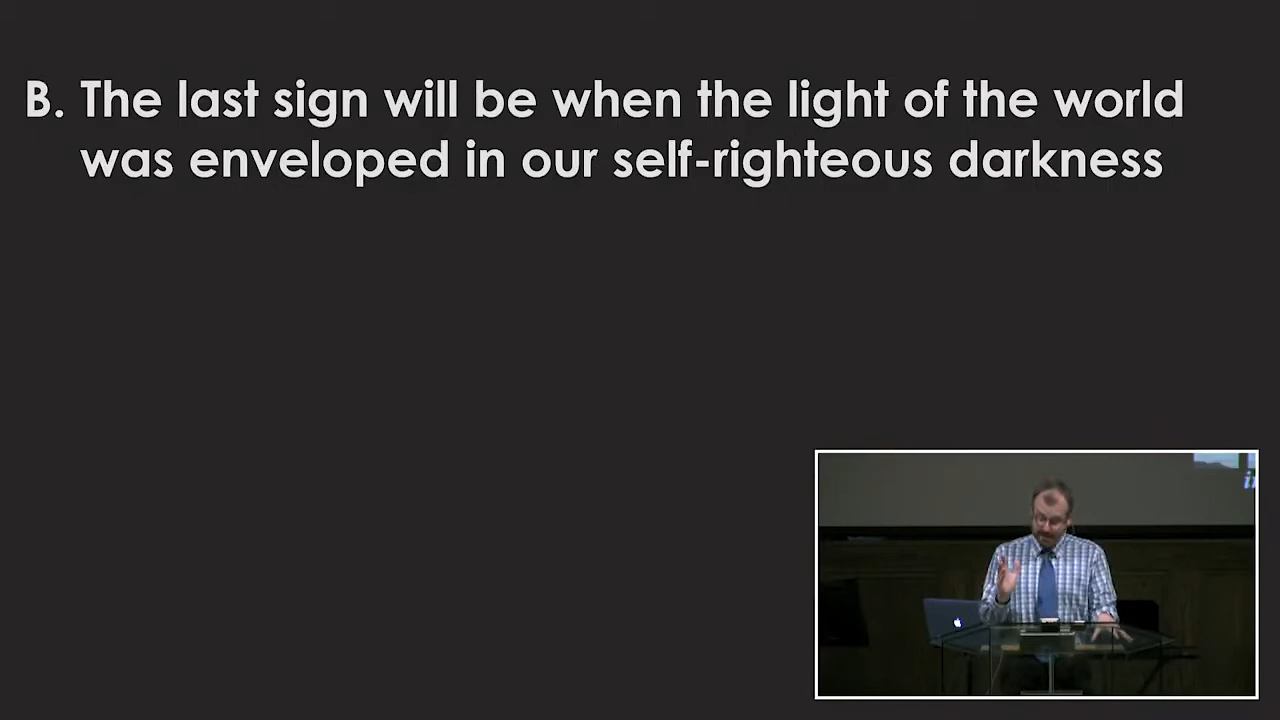 B. The last sign will be when the light of the world
was enveloped in our self-righteous darkness